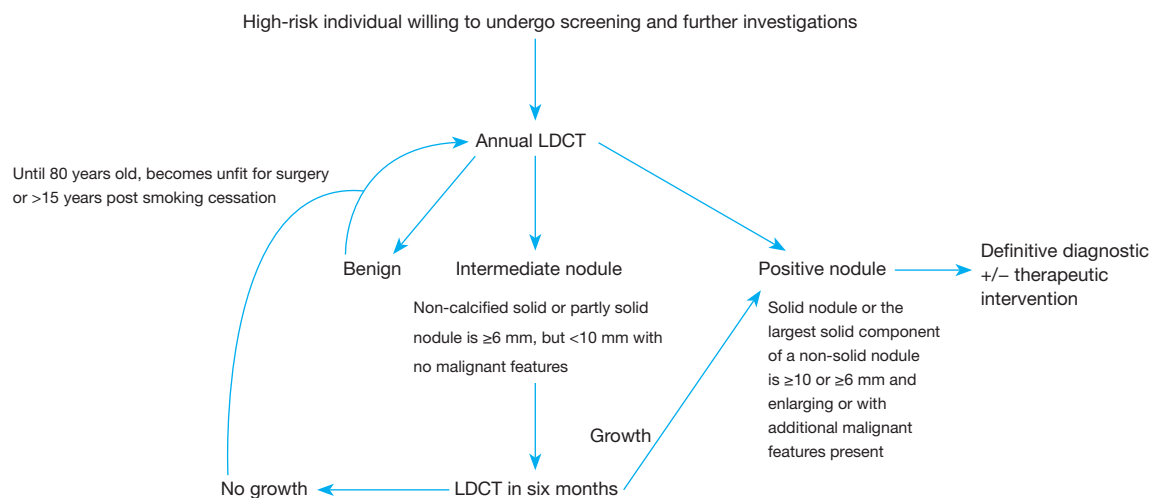 High-risk individual willing to undergo screening and further investigations
Annual LDCT
Until 80 years old, becomes unfit for surgery
or >15 years post smoking cessation
Benign
Intermediate nodule
Non-calcified solid or partly solid
nodule is ≥6 mm, but <10 mm with
no malignant features
Positive nodule
Solid nodule or the
largest solid component
of a non-solid nodule
is ≥10 or ≥6 mm and
enlarging or with
additional malignant
features present
Definitive diagnostic
+/− therapeutic
intervention
Growth
No growth
LDCT in six months